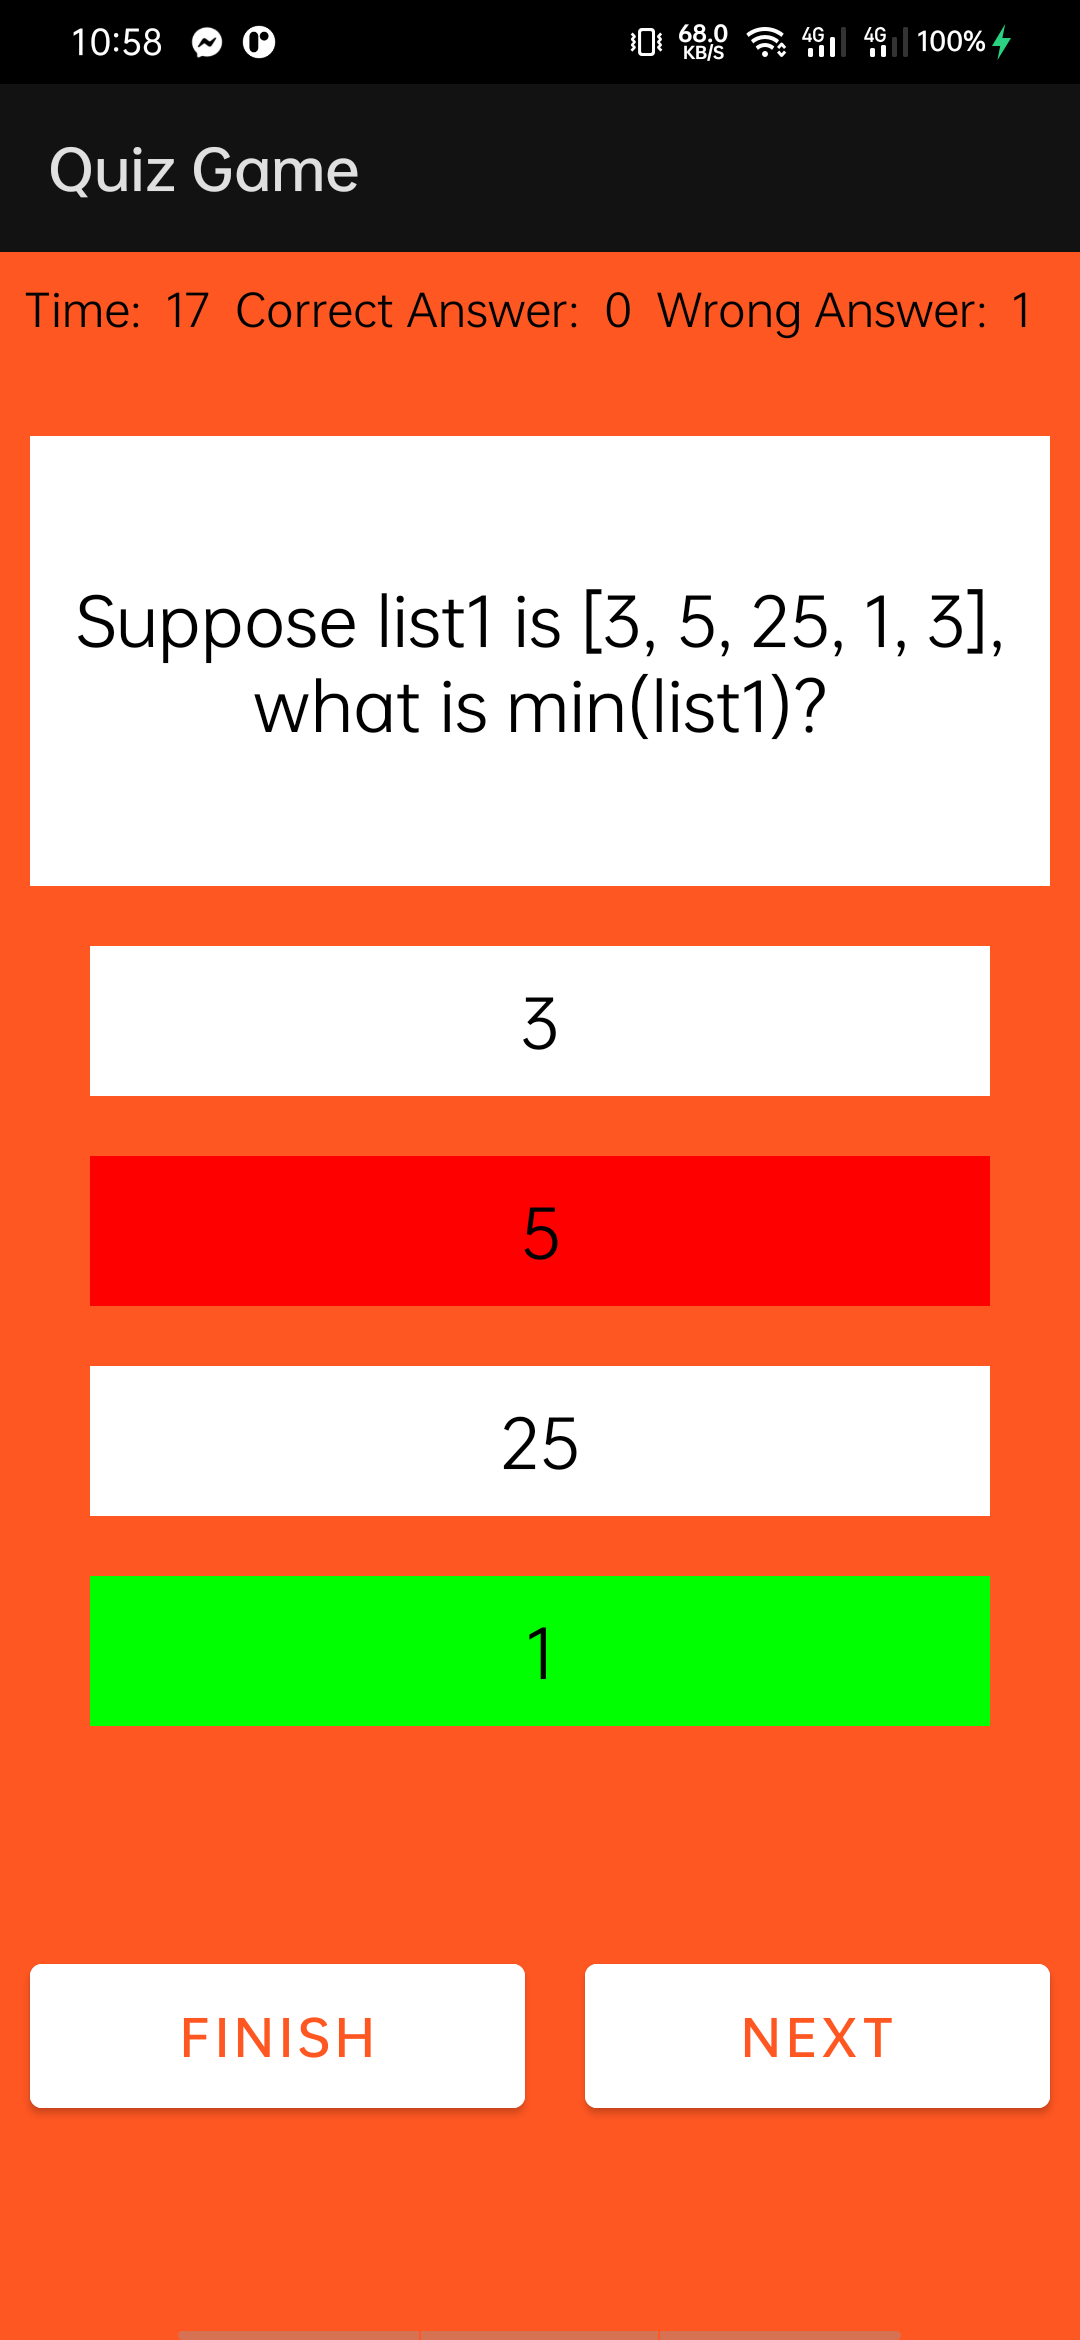 10:58 68.0 KB/S 4G 4G 100%
Quiz Game
Time: 17 Correct Answer: 0 Wrong Answer: 1
Suppose list1 is [3, 5, 25, 1, 3],
what is min(list1)?
3
5
25
1
FINISH NEXT